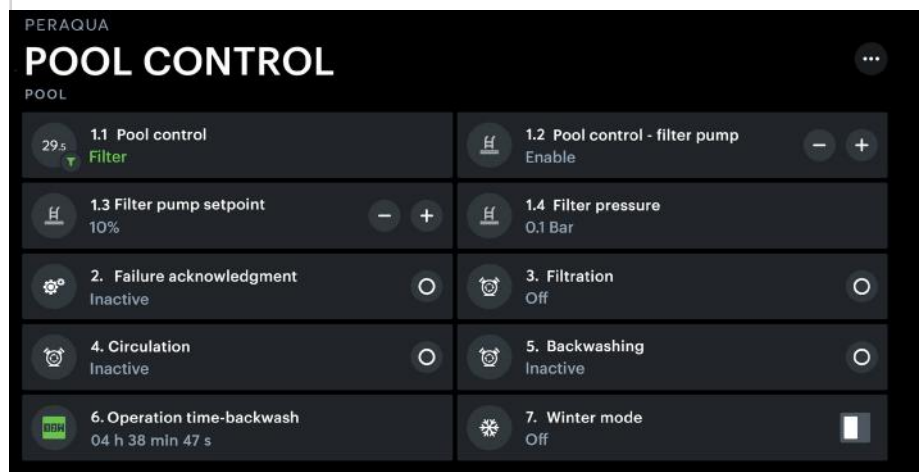 PERAQUA
POOL CONTROL
POOL
29.5
1.1 Pool control
Filter
1.2 Pool control - filter pump
Enable
1.3 Filter pump setpoint
10%
1.4 Filter pressure
0.1 Bar
2. Failure acknowledgment
Inactive
3. Filtration
Off
4. Circulation
Inactive
5. Backwashing
Inactive
6. Operation time-backwash
04 h 38 min 47 s
7. Winter mode
Off